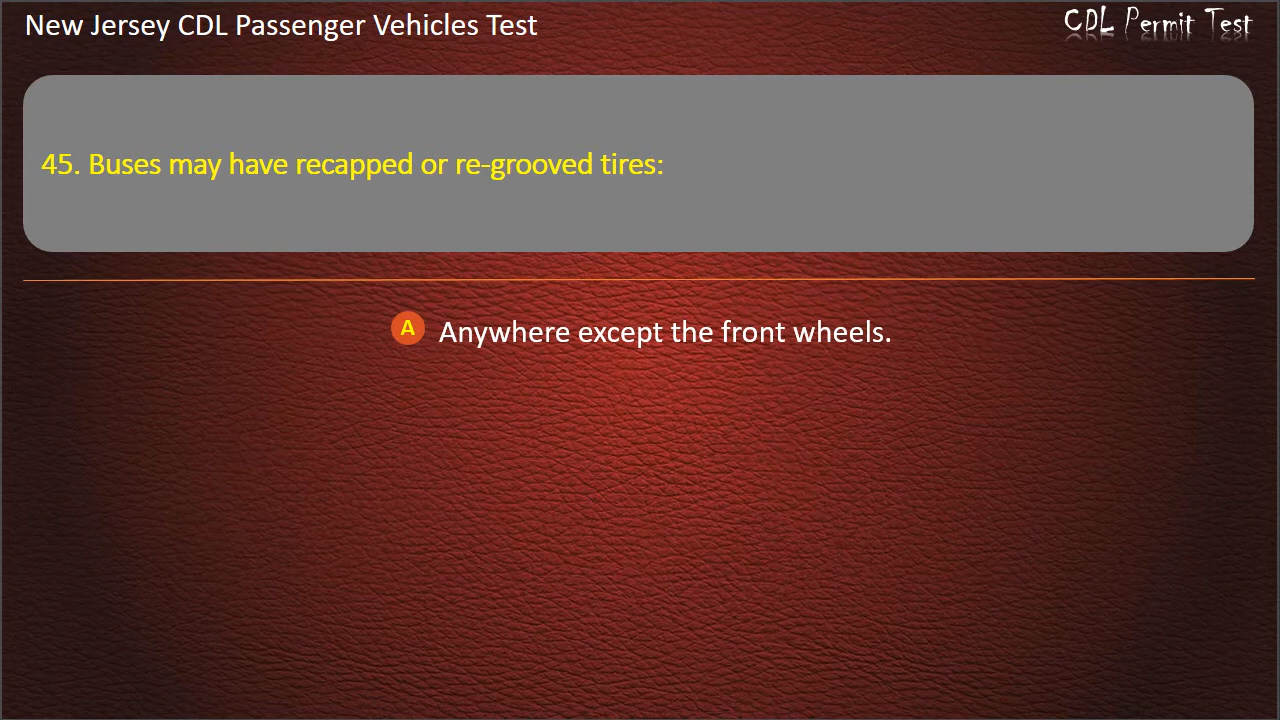 New Jersey CDL Passenger Vehicles Test
CDL Permit Test
45. Buses may have recapped or re-grooved tires:
A Anywhere except the front wheels.